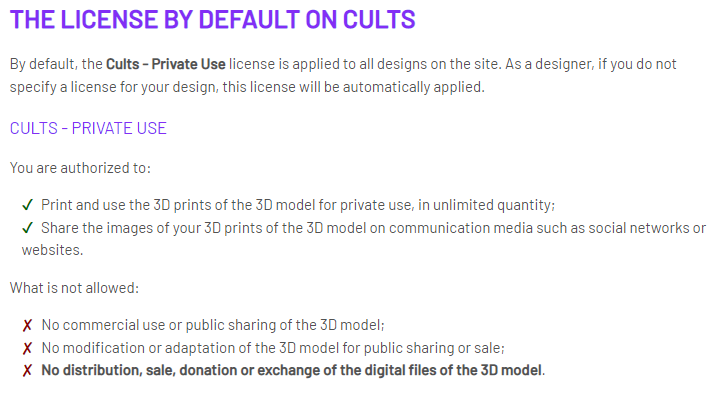 THE LICENSE BY DEFAULT ON CULTS
By default, the Cults - Private Use license is applied to all designs on the site. As a designer, if you do not
specify a license for your design, this license will be automatically applied.
CULTS - PRIVATE USE
You are authorized to:
✓ Print and use the 3D prints of the 3D model for private use, in unlimited quantity;
✓ Share the images of your 3D prints of the 3D model on communication media such as social networks or
websites.
What is not allowed:
✗ No commercial use or public sharing of the 3D model;
✗ No modification or adaptation of the 3D model for public sharing or sale;
✗ No distribution, sale, donation or exchange of the digital files of the 3D model.